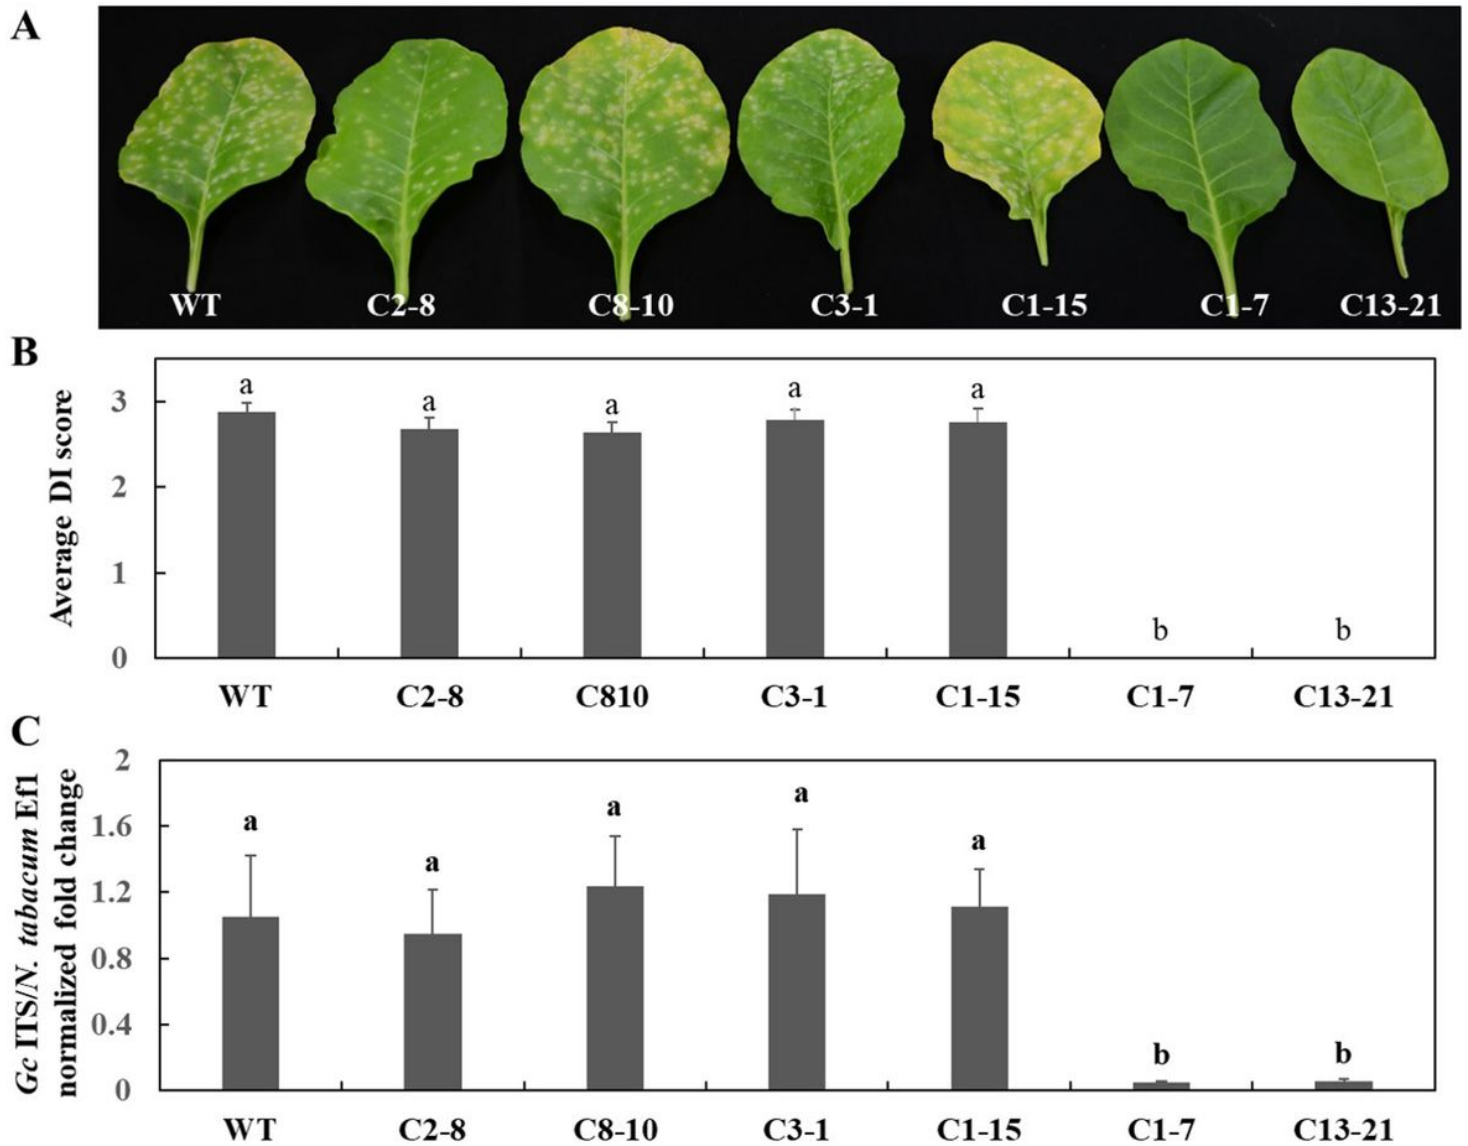 A
WT C2-8 C8-10 C3-1 C1-15 C1-7 C13-21
B
Average DI score
3
2
1
0
a a a a a b b
WT C2-8 C810 C3-1 C1-15 C1-7 C13-21
C
Gc ITS/N. tabacum Ef1
normalized fold change
2
1.6
1.2
0.8
0.4
0
a a a a a b b
WT C2-8 C8-10 C3-1 C1-15 C1-7 C13-21